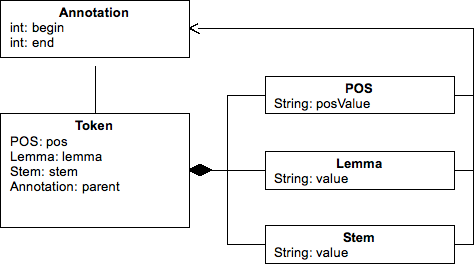 Annotation
int: begin
int: end
Token
POS: pos
Lemma: lemma
Stem: stem
Annotation: parent
POS
String: posValue
Lemma
String: value
Stem
String: value